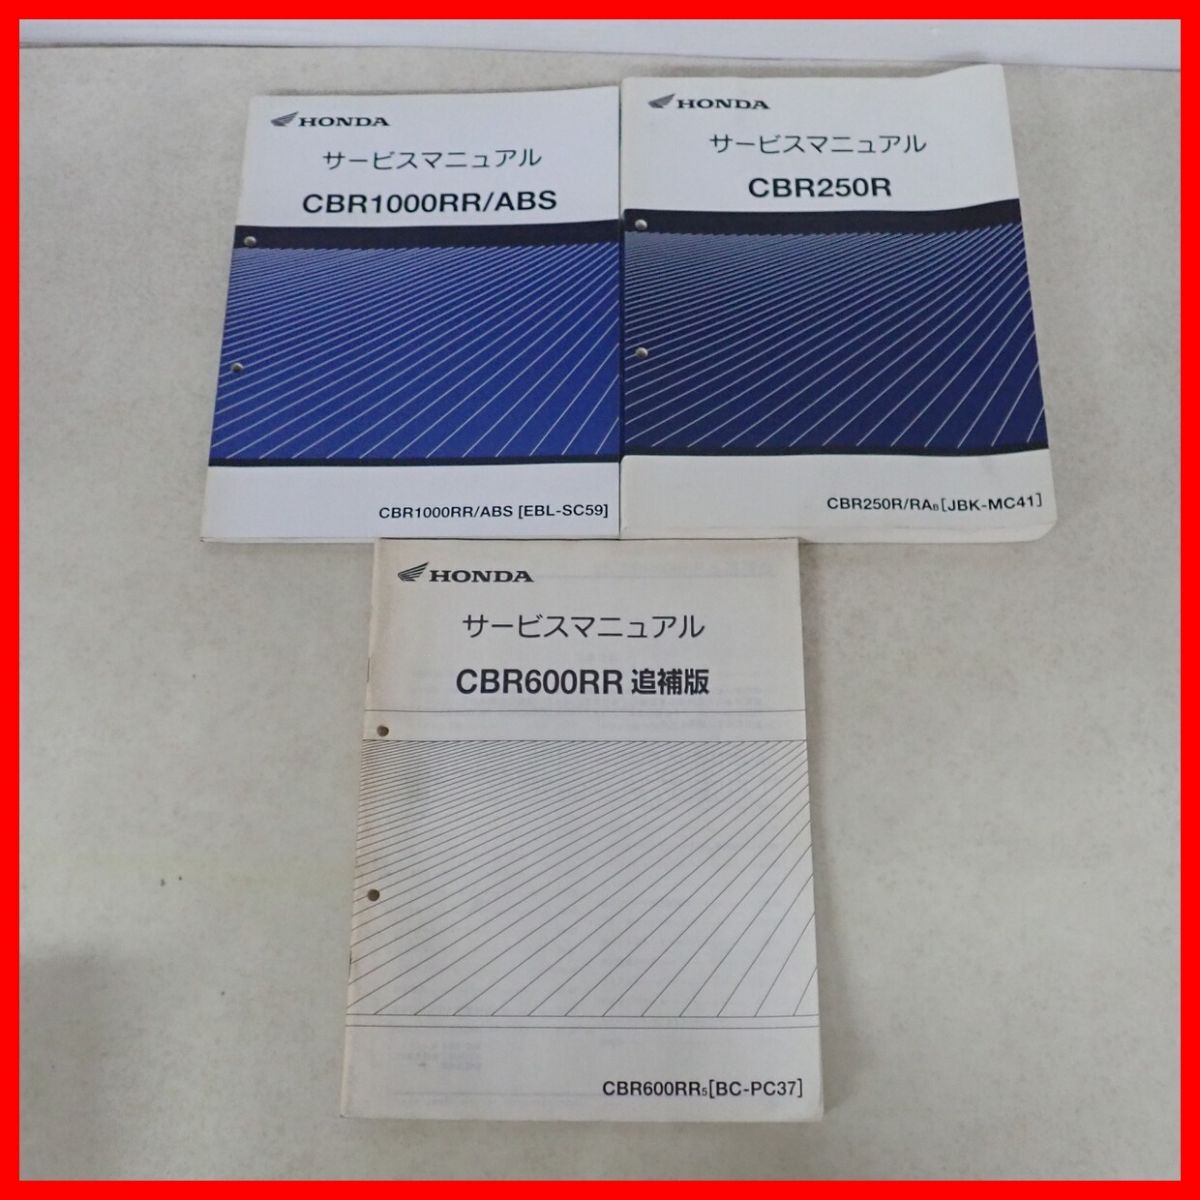 HONDA
サービスマニュアル
CBR1000RR/ABS
CBR1000RR/ABS [EBL-SC59]
HONDA
サービスマニュアル
CBR250R
CBR250R/RAB[JBK-MC41]
HONDA
サービスマニュアル
CBR600RR 追補版
CBR600RR5[BC-PC37]